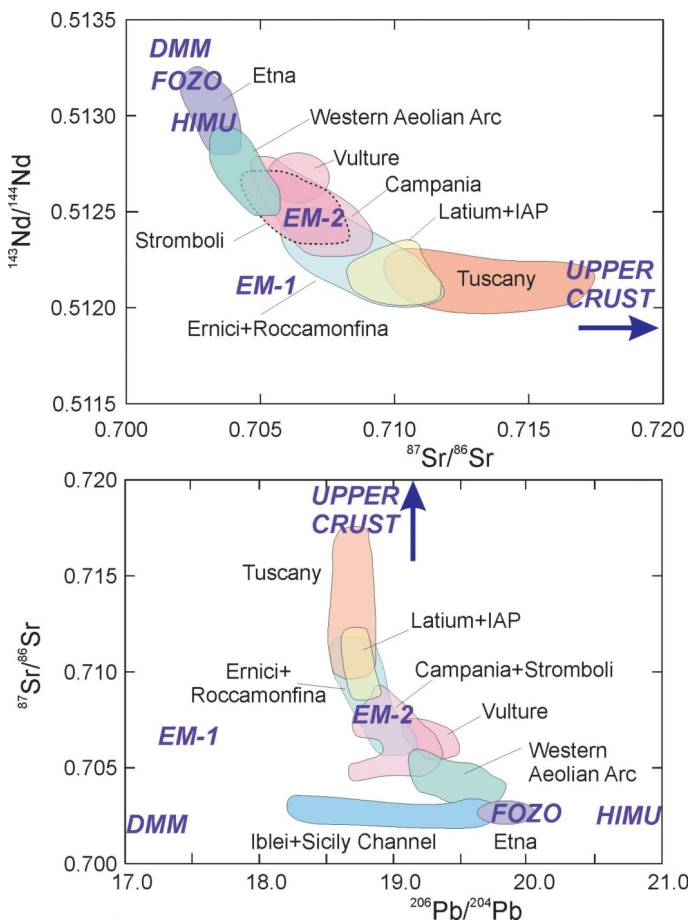 0.5135
DMM
FOZO
Etna
0.5130
HIMU
Western Aeolian Arc
Vulture
Campania
0.5125
EM-2
Latium+IAP
Stromboli
EM-1
Tuscany
UPPER
CRUST
0.5120
Ernici+Roccamonfina
0.5115
¹⁴³Nd/¹⁴⁴Nd
0.700 0.705 0.710 0.715 0.720
⁸⁷Sr/⁸⁶Sr
0.720
UPPER
CRUST
Tuscany
0.715
Latium+IAP
0.710
Ernici+
Roccamonfina
Campania+Stromboli
EM-2
EM-1
Vulture
Western
Aeolian Arc
0.705
DMM
FOZO
HIMU
Iblei+Sicily Channel
Etna
0.700
⁸⁷Sr/⁸⁶Sr
17.0 18.0 19.0 20.0 21.0
²⁰⁶Pb/²⁰⁴Pb